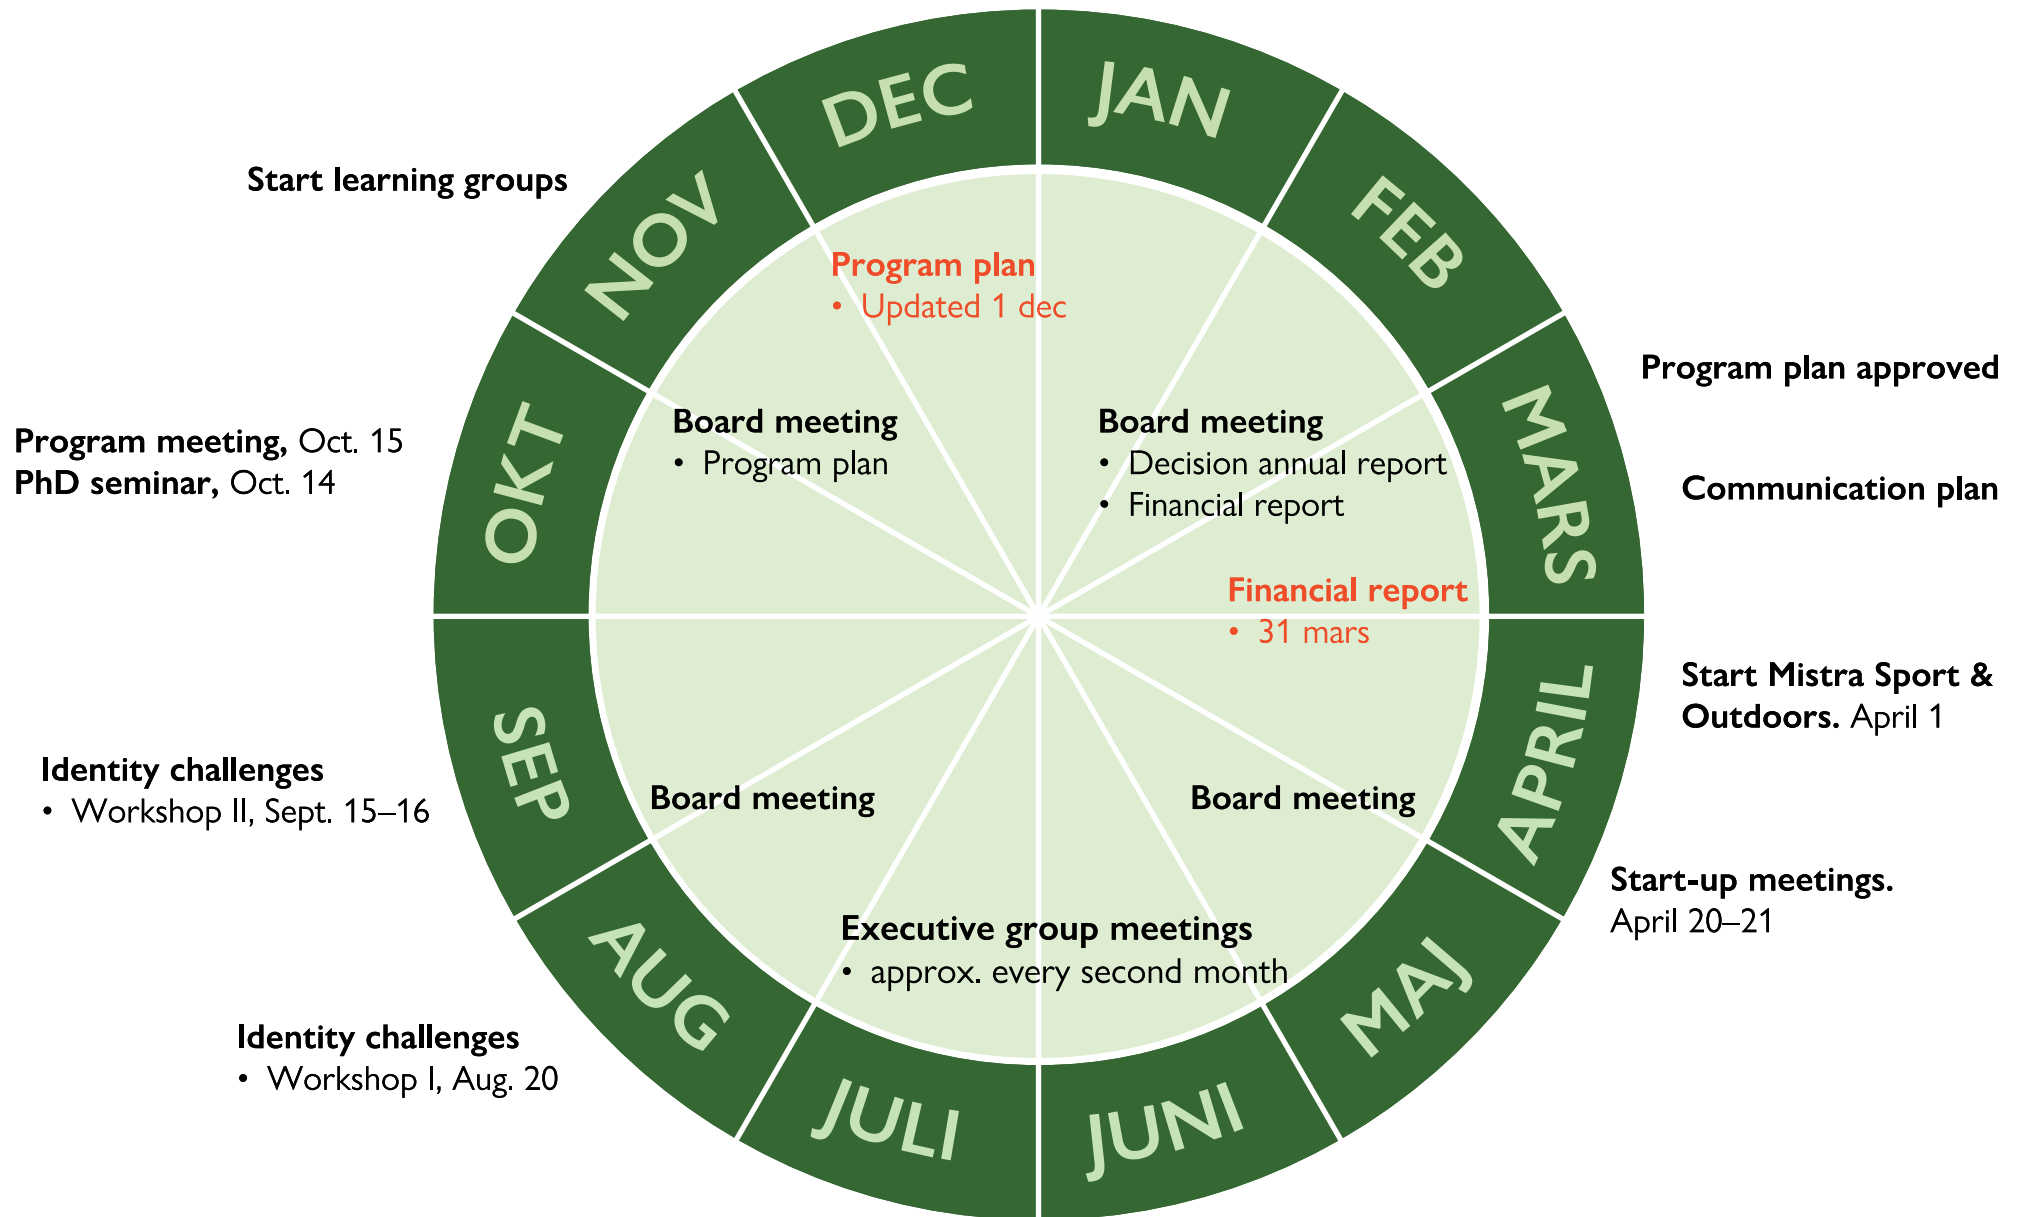 DEC
JAN
FEB
MARS
APRIL
MAJ
JUNI
JULI
AUG
SEP
OKT
NOV
Program plan
• Updated 1 dec
Board meeting
• Program plan
Board meeting
• Decision annual report
• Financial report
Financial report
• 31 mars
Board meeting
Board meeting
Executive group meetings
• approx. every second month
Start learning groups
Program meeting, Oct. 15
PhD seminar, Oct. 14
Identity challenges
• Workshop II, Sept. 15–16
Identity challenges
• Workshop I, Aug. 20
Program plan approved
Communication plan
Start Mistra Sport &
Outdoors. April 1
Start-up meetings.
April 20–21